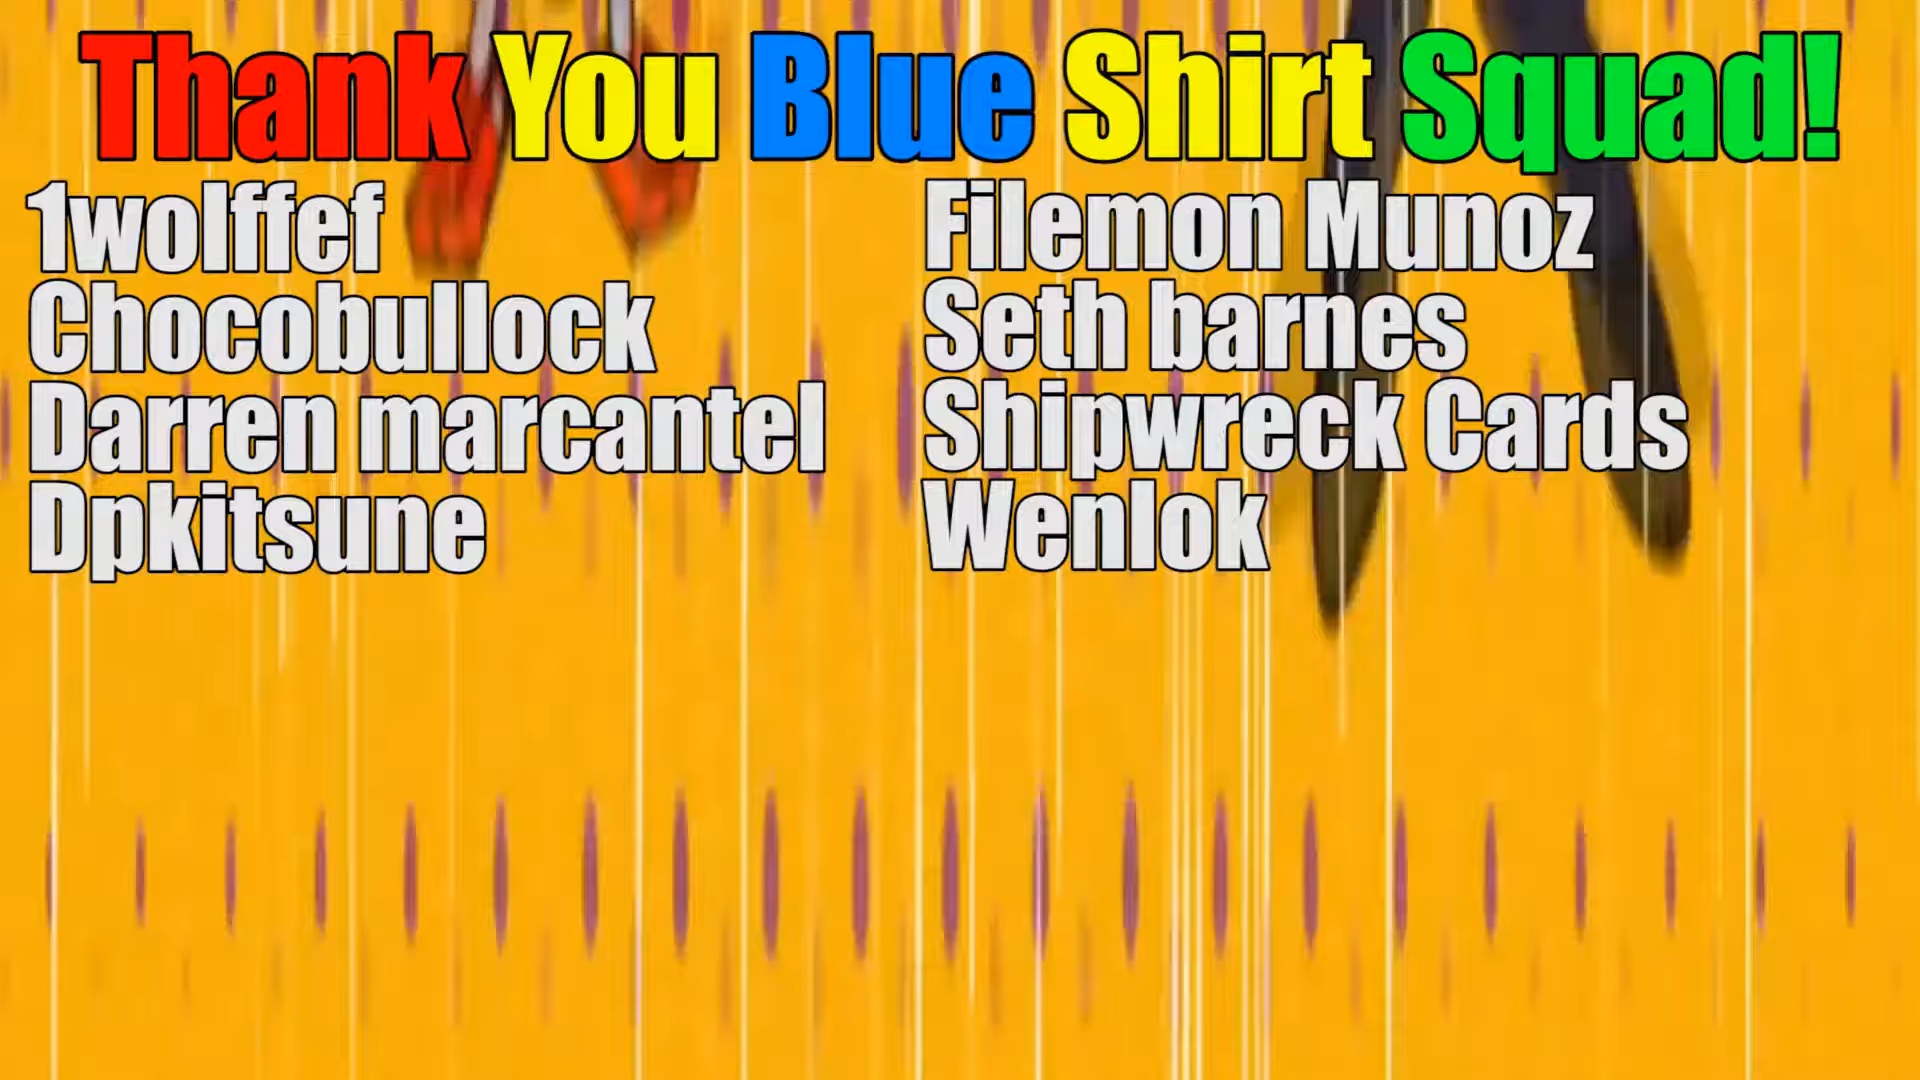 Thank You Blue Shirt Squad!
1wolffef
Chocobullock
Darren marcantel
Dpkitsune
Filemon Munoz
Seth barnes
Shipwreck Cards
Wenlok